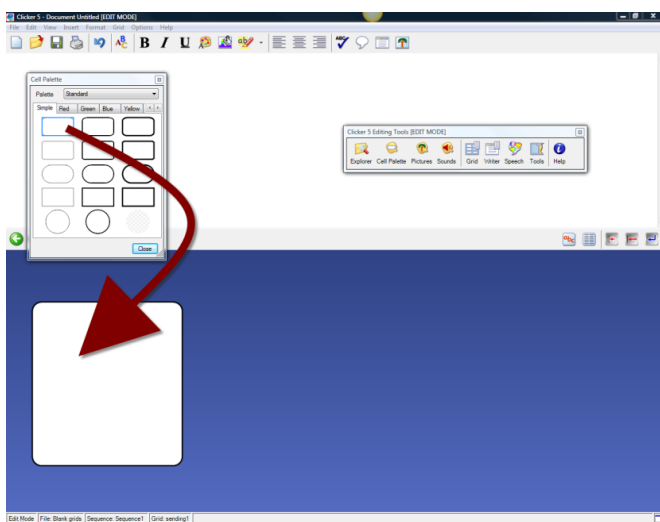 Clicker 5 - Document Untitled [EDIT MODE]
File Edit View Insert Format Grid Options Help
B I U
Cell Palette
Palette Standard
Simple Red Green Blue Yellow
Close
Clicker 5 Editing Tools [EDIT MODE]
Explorer Cell Palette Pictures Sounds Grid Writer Speech Tools Help
Edit Mode File: Blank grids Sequence: Sequence1 Grid: sending1